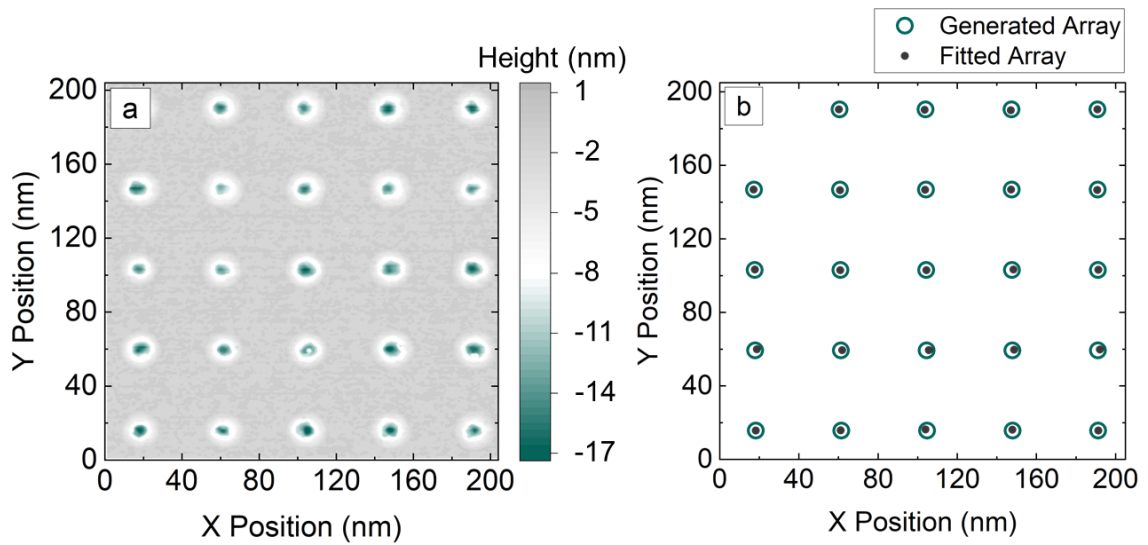 Generated Array
Fitted Array
Height (nm)
a
b
Y Position (nm)
200
160
120
80
40
0
0 40 80 120 160 200
X Position (nm)
1
-2
-5
-8
-11
-14
-17
Y Position (nm)
200
160
120
80
40
0
0 40 80 120 160 200
X Position (nm)